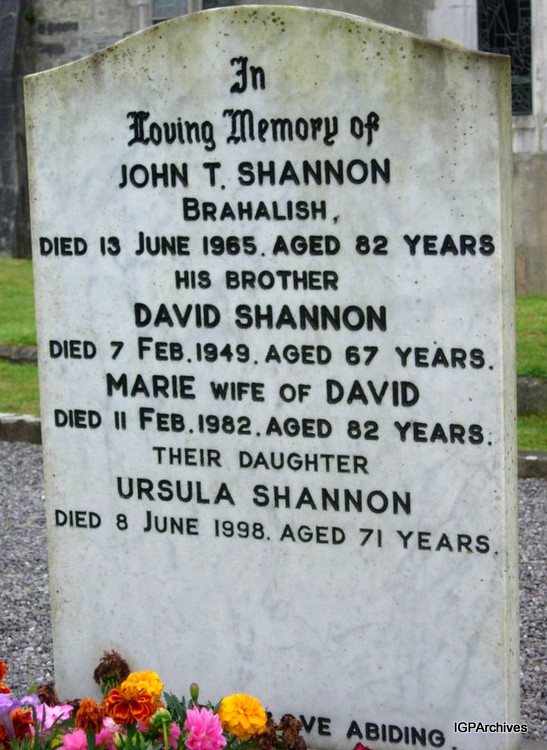 In
Loving Memory of
JOHN T. SHANNON
BRAHALISH,
DIED 13 JUNE 1965. AGED 82 YEARS
HIS BROTHER
DAVID SHANNON
DIED 7 FEB. 1949. AGED 67 YEARS.
MARIE WIFE OF DAVID
DIED 11 FEB. 1982. AGED 82 YEARS.
THEIR DAUGHTER
URSULA SHANNON
DIED 8 JUNE 1998. AGED 71 YEARS.
ABIDING
IGPArchives